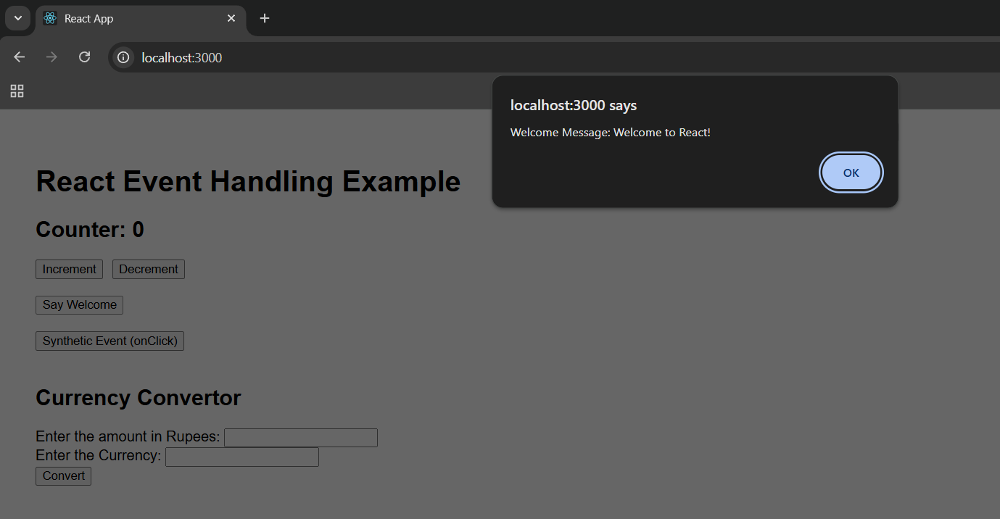 React App
localhost:3000
localhost:3000 says
Welcome Message: Welcome to React!
OK
React Event Handling Example
Counter: 0
Increment Decrement
Say Welcome
Synthetic Event (onClick)
Currency Convertor
Enter the amount in Rupees:
Enter the Currency:
Convert